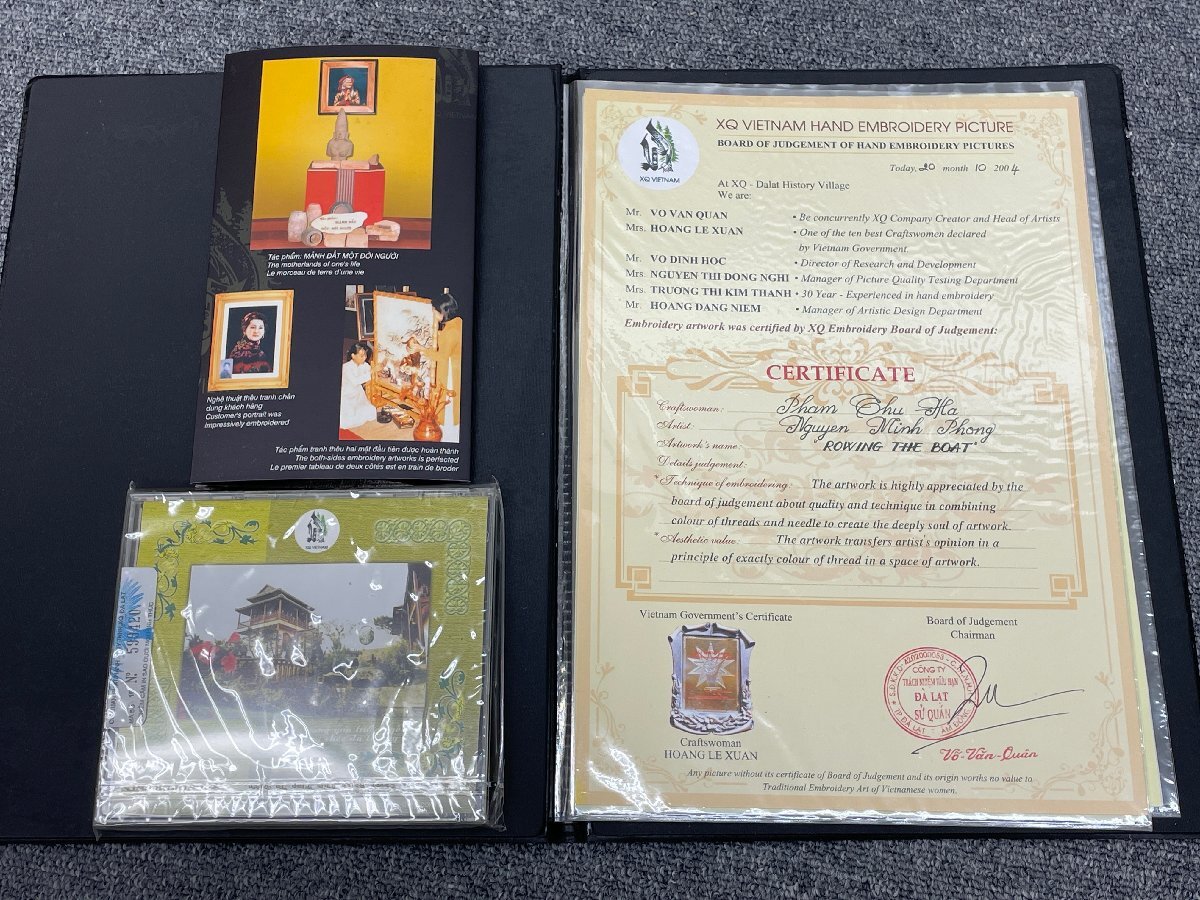 XQ VIETNAM
Tác phẩm: MẢNH ĐẤT MỘT ĐỜI NGƯỜI
The motherlands of one's life
Le morceau de terre d'une vie
Nghệ thuật thêu tranh chân
dung khách hàng
Customer's portrait was
impressively embroidered
Tác phẩm tranh thêu hai mặt đầu tiên được hoàn thành
The both-sides embroidery artworks is perfected
Le premier tableau de deux côtés est en train de broder
XQ VIETNAM
ĐÀ LẠT
XQ VIETNAM
XQ VIETNAM HAND EMBROIDERY PICTURE
BOARD OF JUDGEMENT OF HAND EMBROIDERY PICTURES
Today, 20 month 10 2004
At XQ - Dalat History Village
We are:
Mr. VO VAN QUAN • Be concurrently XQ Company Creator and Head of Artists
Mrs. HOANG LE XUAN • One of the ten best Craftswomen declared
by Vietnam Government.
Mr. VO DINH HOC • Director of Research and Development
Mrs. NGUYEN THI DONG NGHI • Manager of Picture Quality Testing Department
Mrs. TRUONG THI KIM THANH • 30 Year - Experienced in hand embroidery
Mr. HOANG DANG NIEM • Manager of Artistic Design Department
Embroidery artwork was certified by XQ Embroidery Board of Judgement:
CERTIFICATE
Craftswoman: Pham Thu Ha
Artist: Nguyen Minh Phong
Artwork's name: "ROWING THE BOAT"
Details judgement:
* Technique of embroidering: The artwork is highly appreciated by the
board of judgement about quality and technique in combining
colour of threads and needle to create the deeply soul of artwork.
* Aesthetic value: The artwork transfers artist's opinion in a
principle of exactly colour of thread in a space of artwork.
Vietnam Government's Certificate
Board of Judgement
Chairman
CÔNG TY
TRÁCH NHIỆM HỮU HẠN
ĐÀ LẠT
SỬ QUÁN
Craftswoman
HOANG LE XUAN
Võ-Văn-Quân
Any picture without its certificate of Board of Judgement and its origin worths no value to
Traditional Embroidery Art of Vietnamese women.